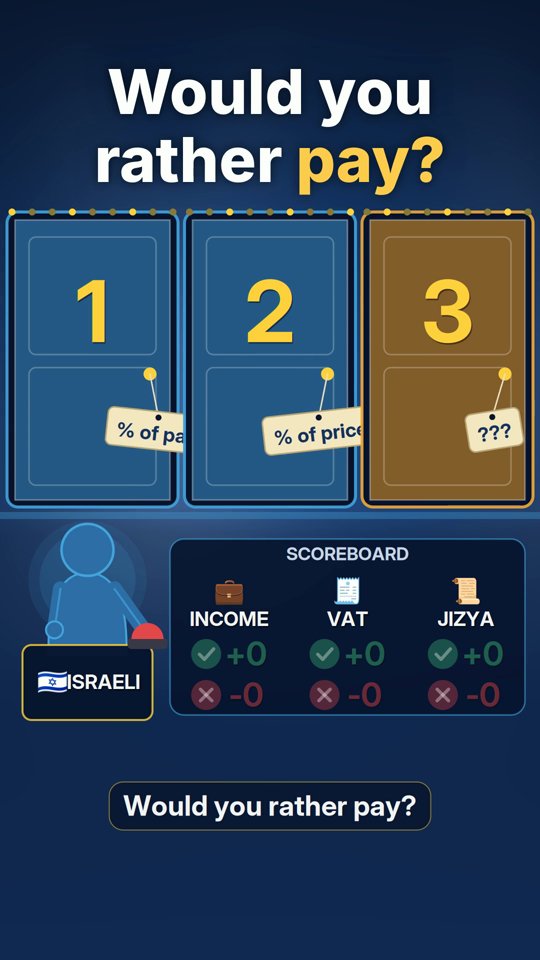 Would you
rather pay?
1
2
3
% of pa
% of price
???
SCOREBOARD
INCOME
VAT
JIZYA
+0
+0
+0
-0
-0
-0
ISRAELI
Would you rather pay?